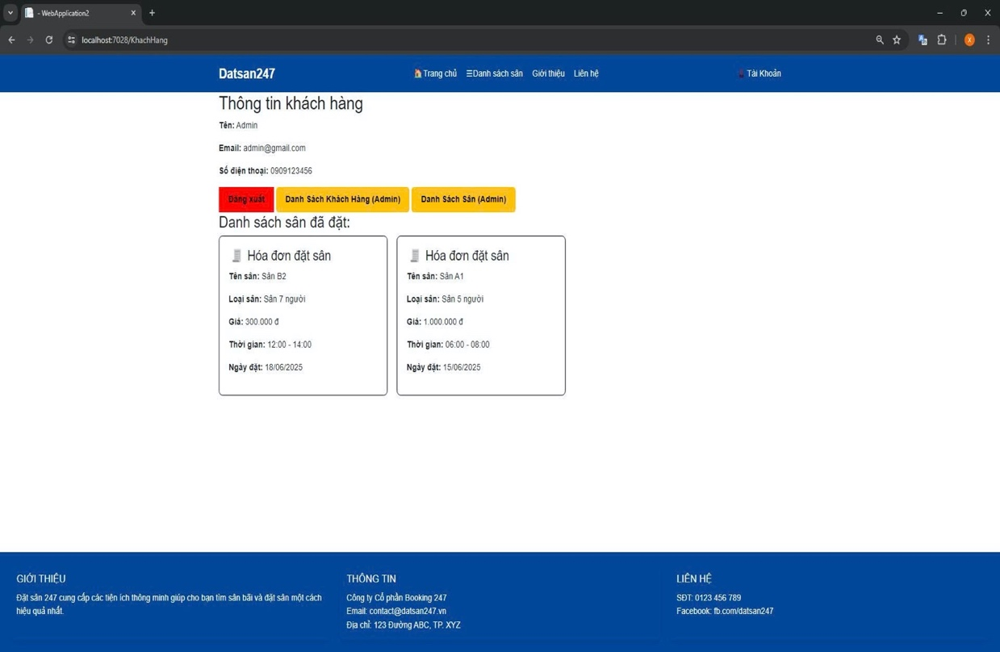 - WebApplication2
localhost:7028/KhachHang
Datsan247
🏠Trang chủ ☰Danh sách sân Giới thiệu Liên hệ
Tài Khoản
Thông tin khách hàng
Tên: Admin
Email: admin@gmail.com
Số điện thoại: 0909123456
Đăng xuất Danh Sách Khách Hàng (Admin) Danh Sách Sân (Admin)
Danh sách sân đã đặt:
Hóa đơn đặt sân
Tên sân: Sân B2
Loại sân: Sân 7 người
Giá: 300.000 đ
Thời gian: 12:00 - 14:00
Ngày đặt: 18/06/2025
Hóa đơn đặt sân
Tên sân: Sân A1
Loại sân: Sân 5 người
Giá: 1.000.000 đ
Thời gian: 06:00 - 08:00
Ngày đặt: 15/06/2025
GIỚI THIỆU
Đặt sân 247 cung cấp các tiện ích thông minh giúp cho bạn tìm sân bãi và đặt sân một cách
hiệu quả nhất.
THÔNG TIN
Công ty Cổ phần Booking 247
Email: contact@datsan247.vn
Địa chỉ: 123 Đường ABC, TP. XYZ
LIÊN HỆ
SĐT: 0123 456 789
Facebook: fb.com/datsan247